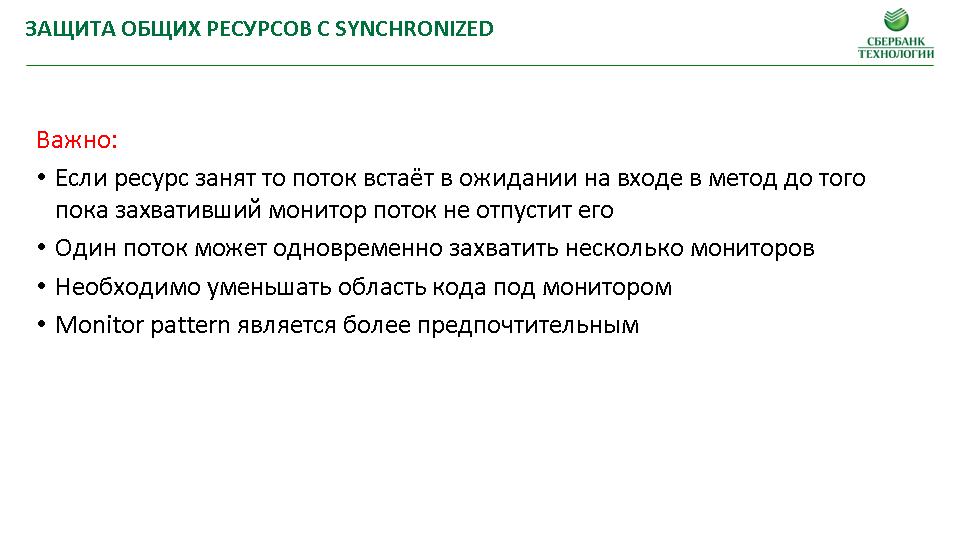 ЗАЩИТА ОБЩИХ РЕСУРСОВ С SYNCHRONIZED
СБЕРБАНК
ТЕХНОЛОГИИ
Важно:
• Если ресурс занят то поток встаёт в ожидании на входе в метод до того
пока захвативший монитор поток не отпустит его
• Один поток может одновременно захватить несколько мониторов
• Необходимо уменьшать область кода под монитором
• Monitor pattern является более предпочтительным